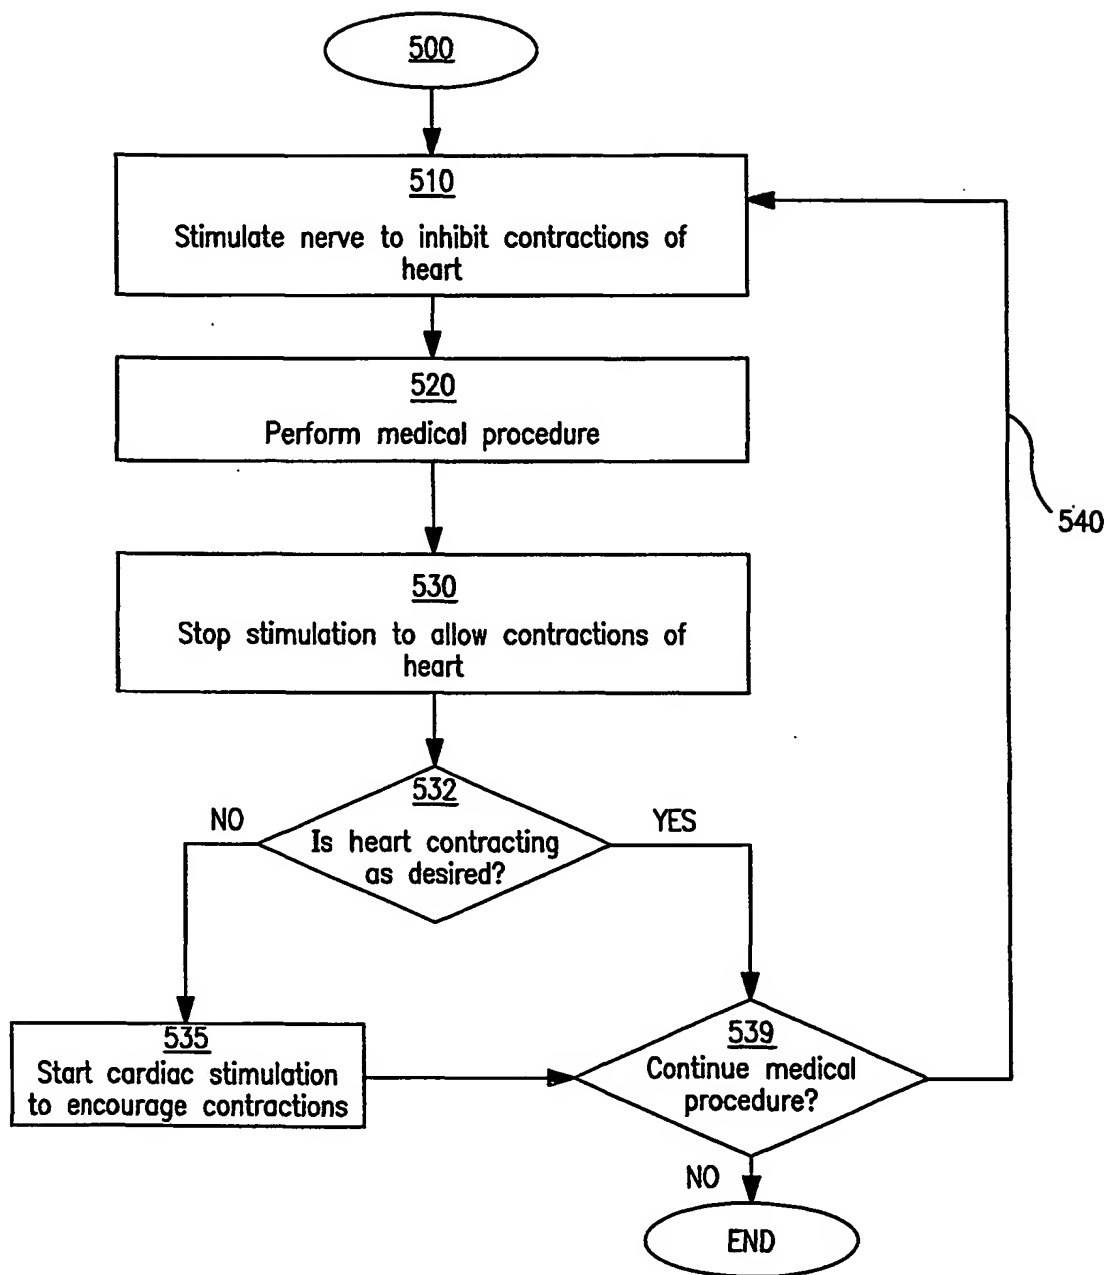 500
510
Stimulate nerve to inhibit contractions of
heart
520
Perform medical procedure
540
530
Stop stimulation to allow contractions of
heart
532
NO
YES
Is heart contracting
as desired?
535
Start cardiac stimulation
to encourage contractions
539
Continue medical
procedure?
NO
END